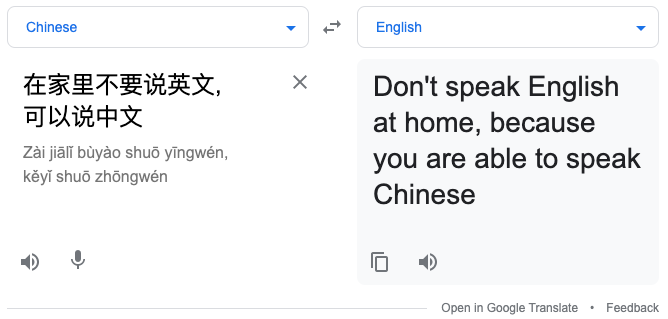 Chinese
English
在家里不要说英文,
可以说中文
Zài jiālǐ bùyào shuō yīngwén,
kěyǐ shuō zhōngwén
Don't speak English
at home, because
you are able to speak
Chinese
Open in Google Translate • Feedback